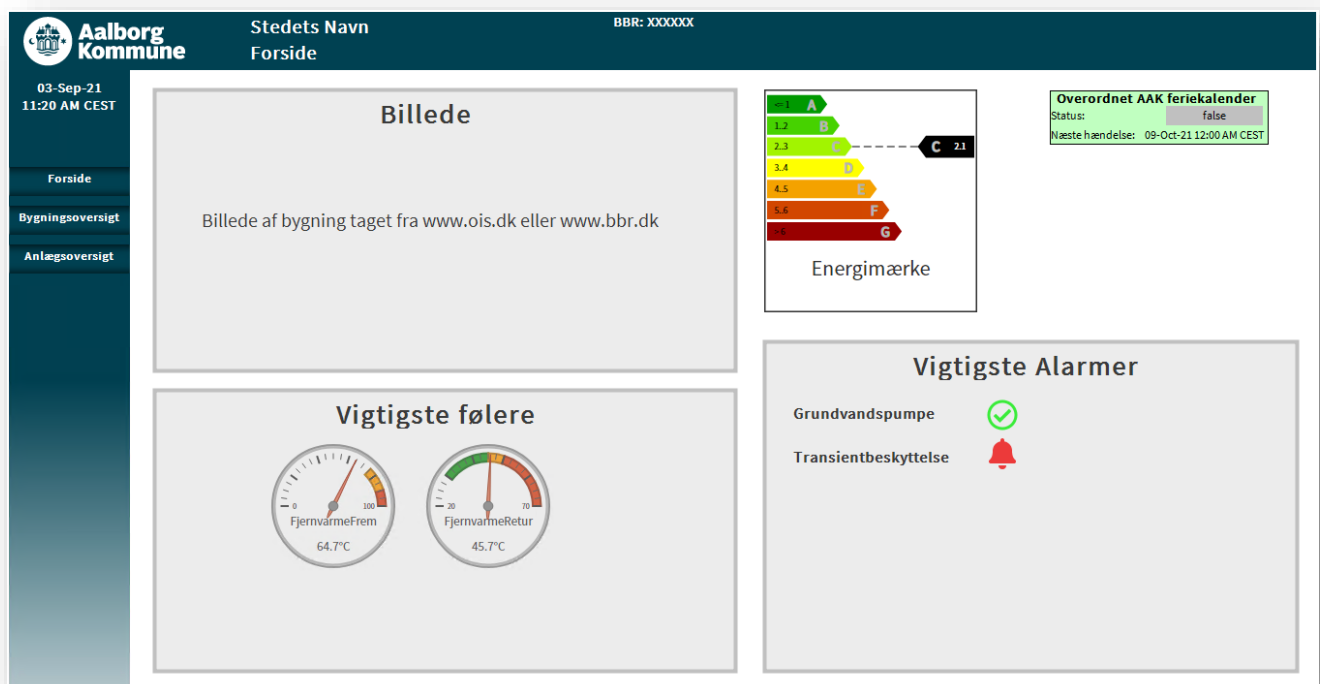 Aalborg
Kommune
Stedets Navn
Forside
BBR: XXXXXX
03-Sep-21
11:20 AM CEST
Forside
Bygningsoversigt
Anlægsoversigt
Billede
Billede af bygning taget fra www.ois.dk eller www.bbr.dk
<=1 A
1.2 B
2.3 C
C 2.1
3.4 D
4.5 E
5.6 F
>6 G
Energimærke
Overordnet AAK feriekalender
Status: false
Næste hændelse: 09-Oct-21 12:00 AM CEST
Vigtigste følere
0 100
FjernvarmeFrem
64.7°C
20 70
FjernvarmeRetur
45.7°C
Vigtigste Alarmer
Grundvandspumpe
Transientbeskyttelse